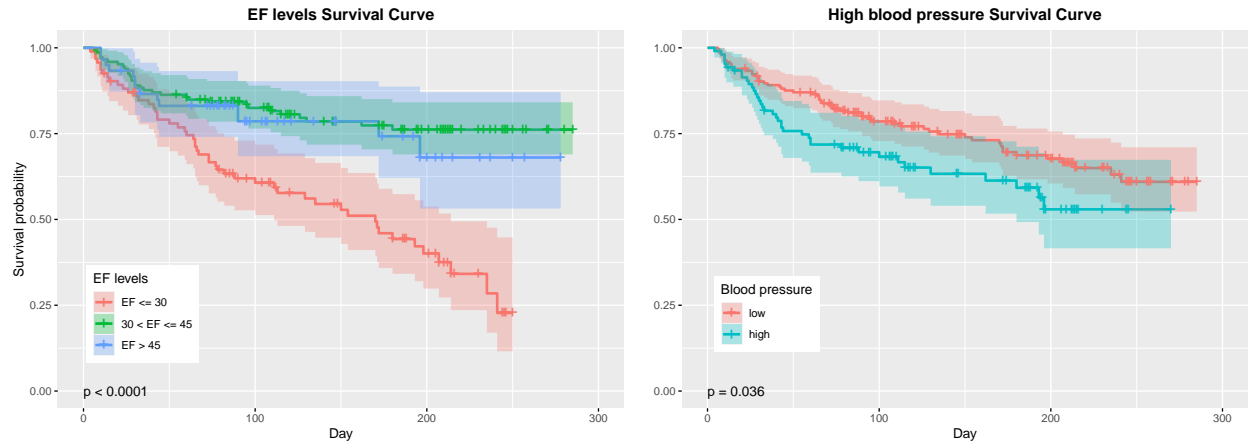 EF levels Survival Curve
1.00
0.75
0.50
0.25
0.00
Survival probability
EF levels
EF <= 30
30 < EF <= 45
EF > 45
p < 0.0001
0
100
200
300
Day
High blood pressure Survival Curve
1.00
0.75
0.50
0.25
0.00
Blood pressure
low
high
p = 0.036
0
100
200
300
Day